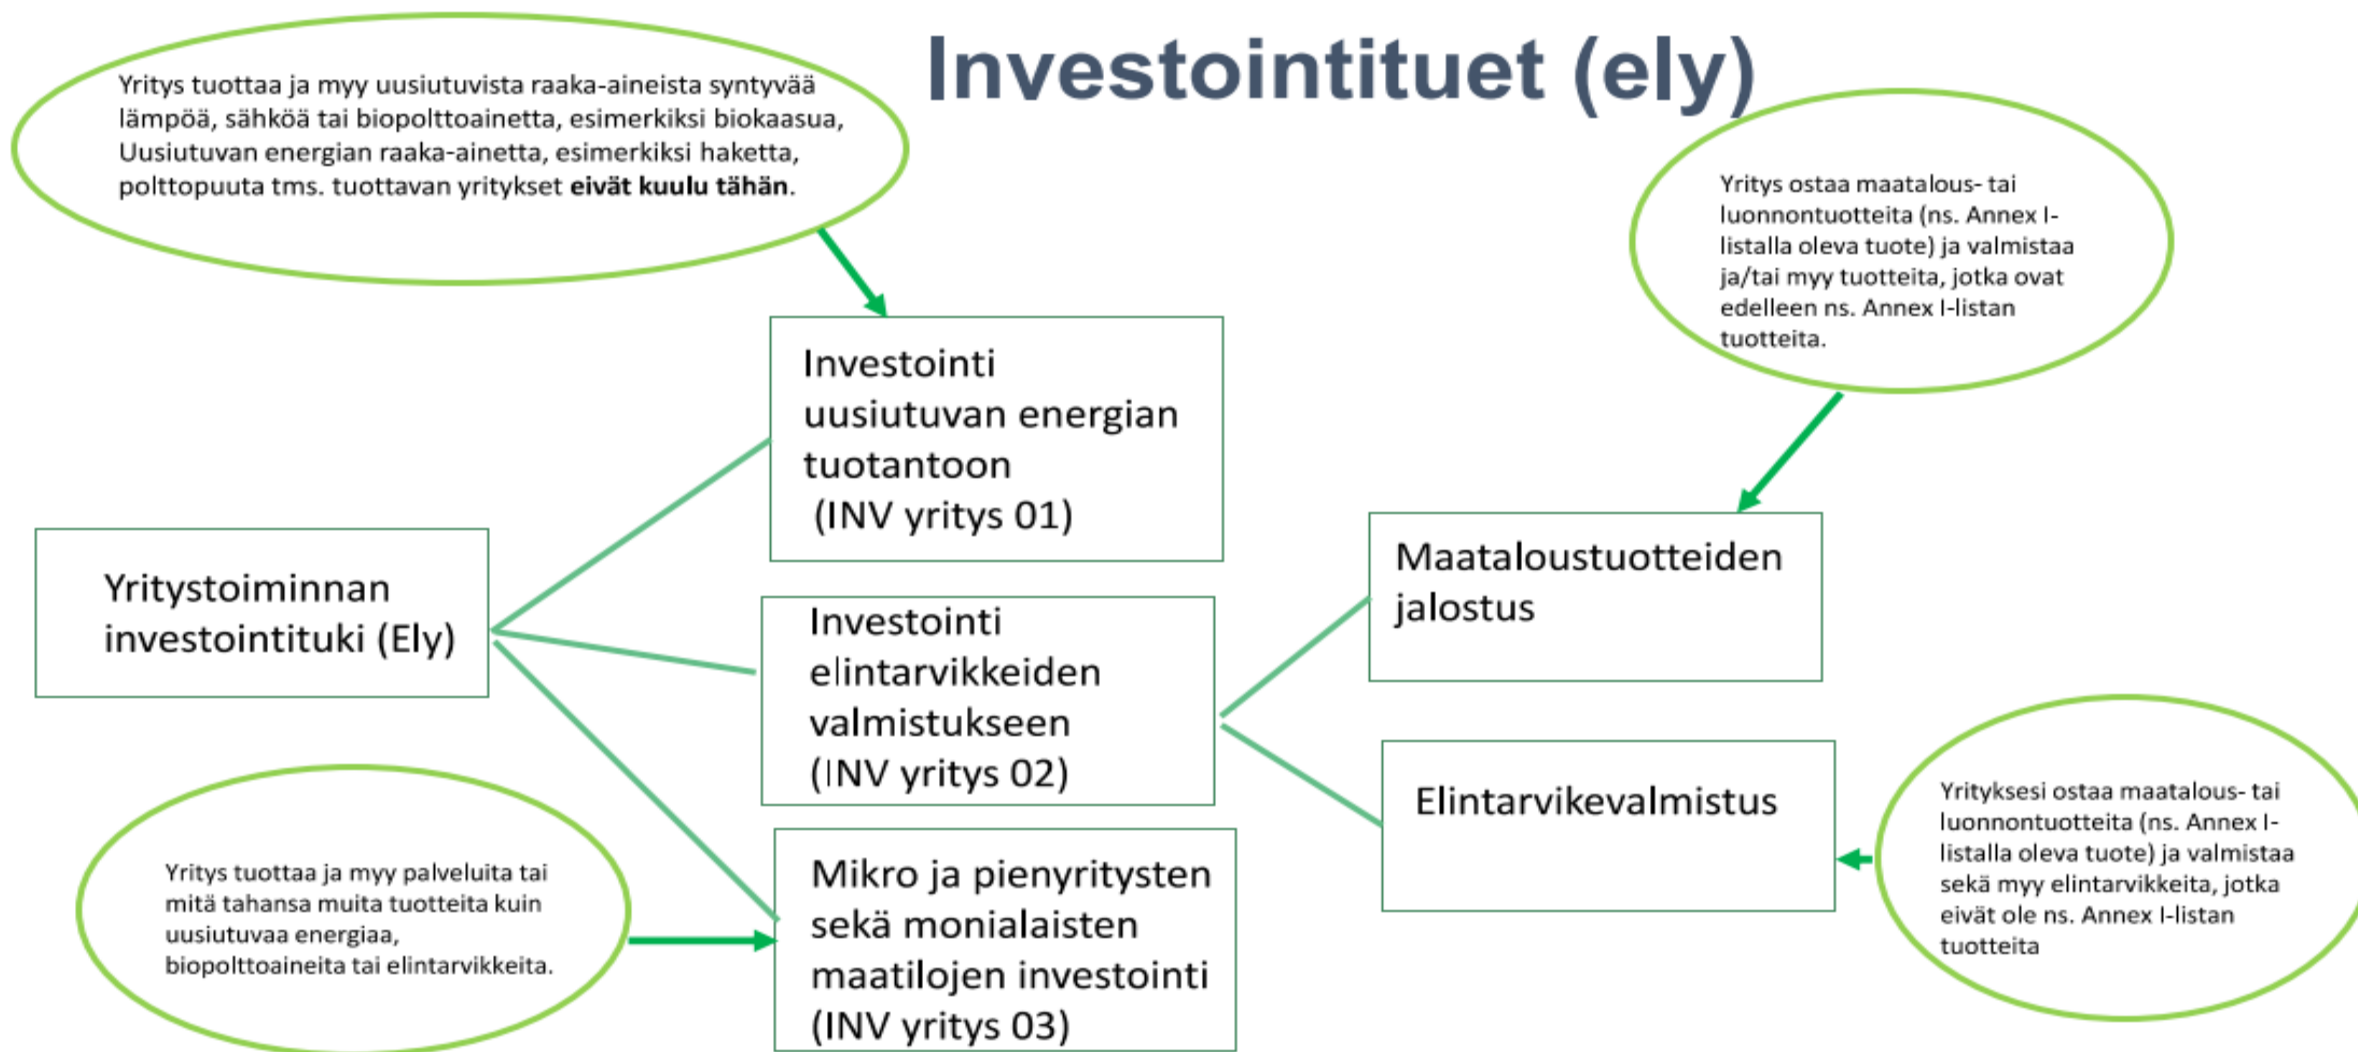 Investointituet (ely)
Yritys tuottaa ja myy uusiutuvista raaka-aineista syntyvää
lämpöä, sähköä tai biopolttoainetta, esimerkiksi biokaasua,
Uusiutuvan energian raaka-ainetta, esimerkiksi haketta,
polttopuuta tms. tuottavan yritykset eivät kuulu tähän.
Yritys ostaa maatalous- tai
luonnontuotteita (ns. Annex I-
listalla oleva tuote) ja valmistaa
ja/tai myy tuotteita, jotka ovat
edelleen ns. Annex I-listan
tuotteita.
Investointi
uusiutuvan energian
tuotantoon
(INV yritys 01)
Yritystoiminnan
investointituki (Ely)
Maataloustuotteiden
jalostus
Investointi
elintarvikkeiden
valmistukseen
(INV yritys 02)
Elintarvikevalmistus
Yrityksesi ostaa maatalous- tai
luonnontuotteita (ns. Annex I-
listalla oleva tuote) ja valmistaa
sekä myy elintarvikkeita, jotka
eivät ole ns. Annex I-listan
tuotteita
Yritys tuottaa ja myy palveluita tai
mitä tahansa muita tuotteita kuin
uusiutuvaa energiaa,
biopolttoaineita tai elintarvikkeita.
Mikro ja pienyritysten
sekä monialaisten
maatilojen investointi
(INV yritys 03)